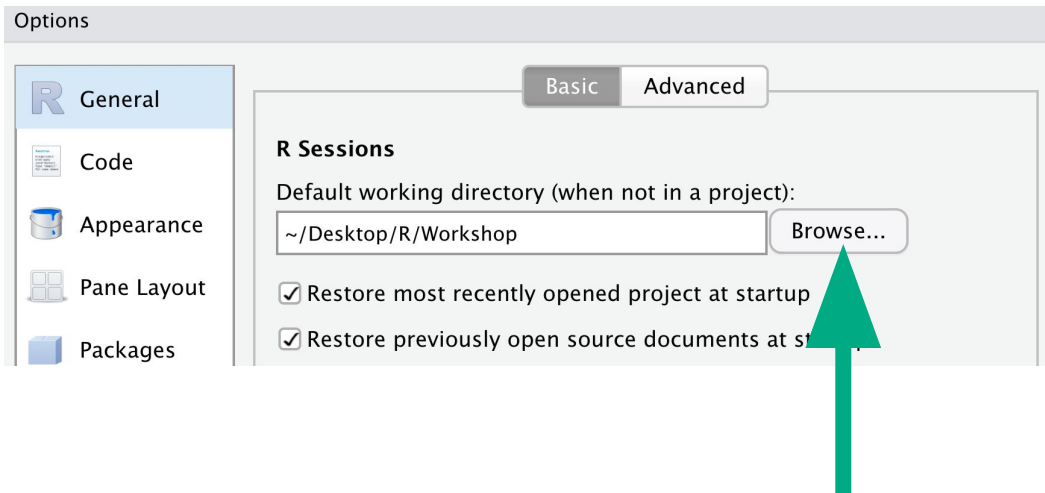 Options
Basic Advanced
General
Code
Appearance
Pane Layout
Packages
R Sessions
Default working directory (when not in a project):
~/Desktop/R/Workshop
Browse...
Restore most recently opened project at startup
Restore previously open source documents at